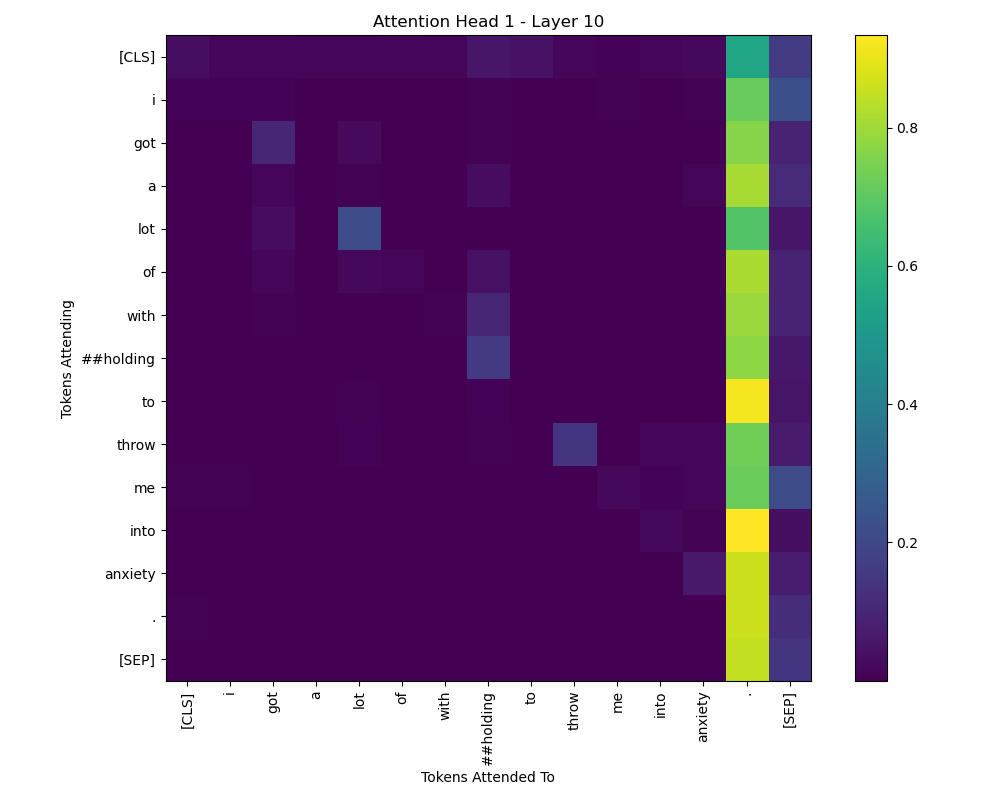 Attention Head 1 - Layer 10
Tokens Attending
[CLS]
i
got
a
lot
of
with
##holding
to
throw
me
into
anxiety
.
[SEP]
[CLS]
i
got
a
lot
of
with
##holding
to
throw
me
into
anxiety
.
[SEP]
Tokens Attended To
0.8
0.6
0.4
0.2